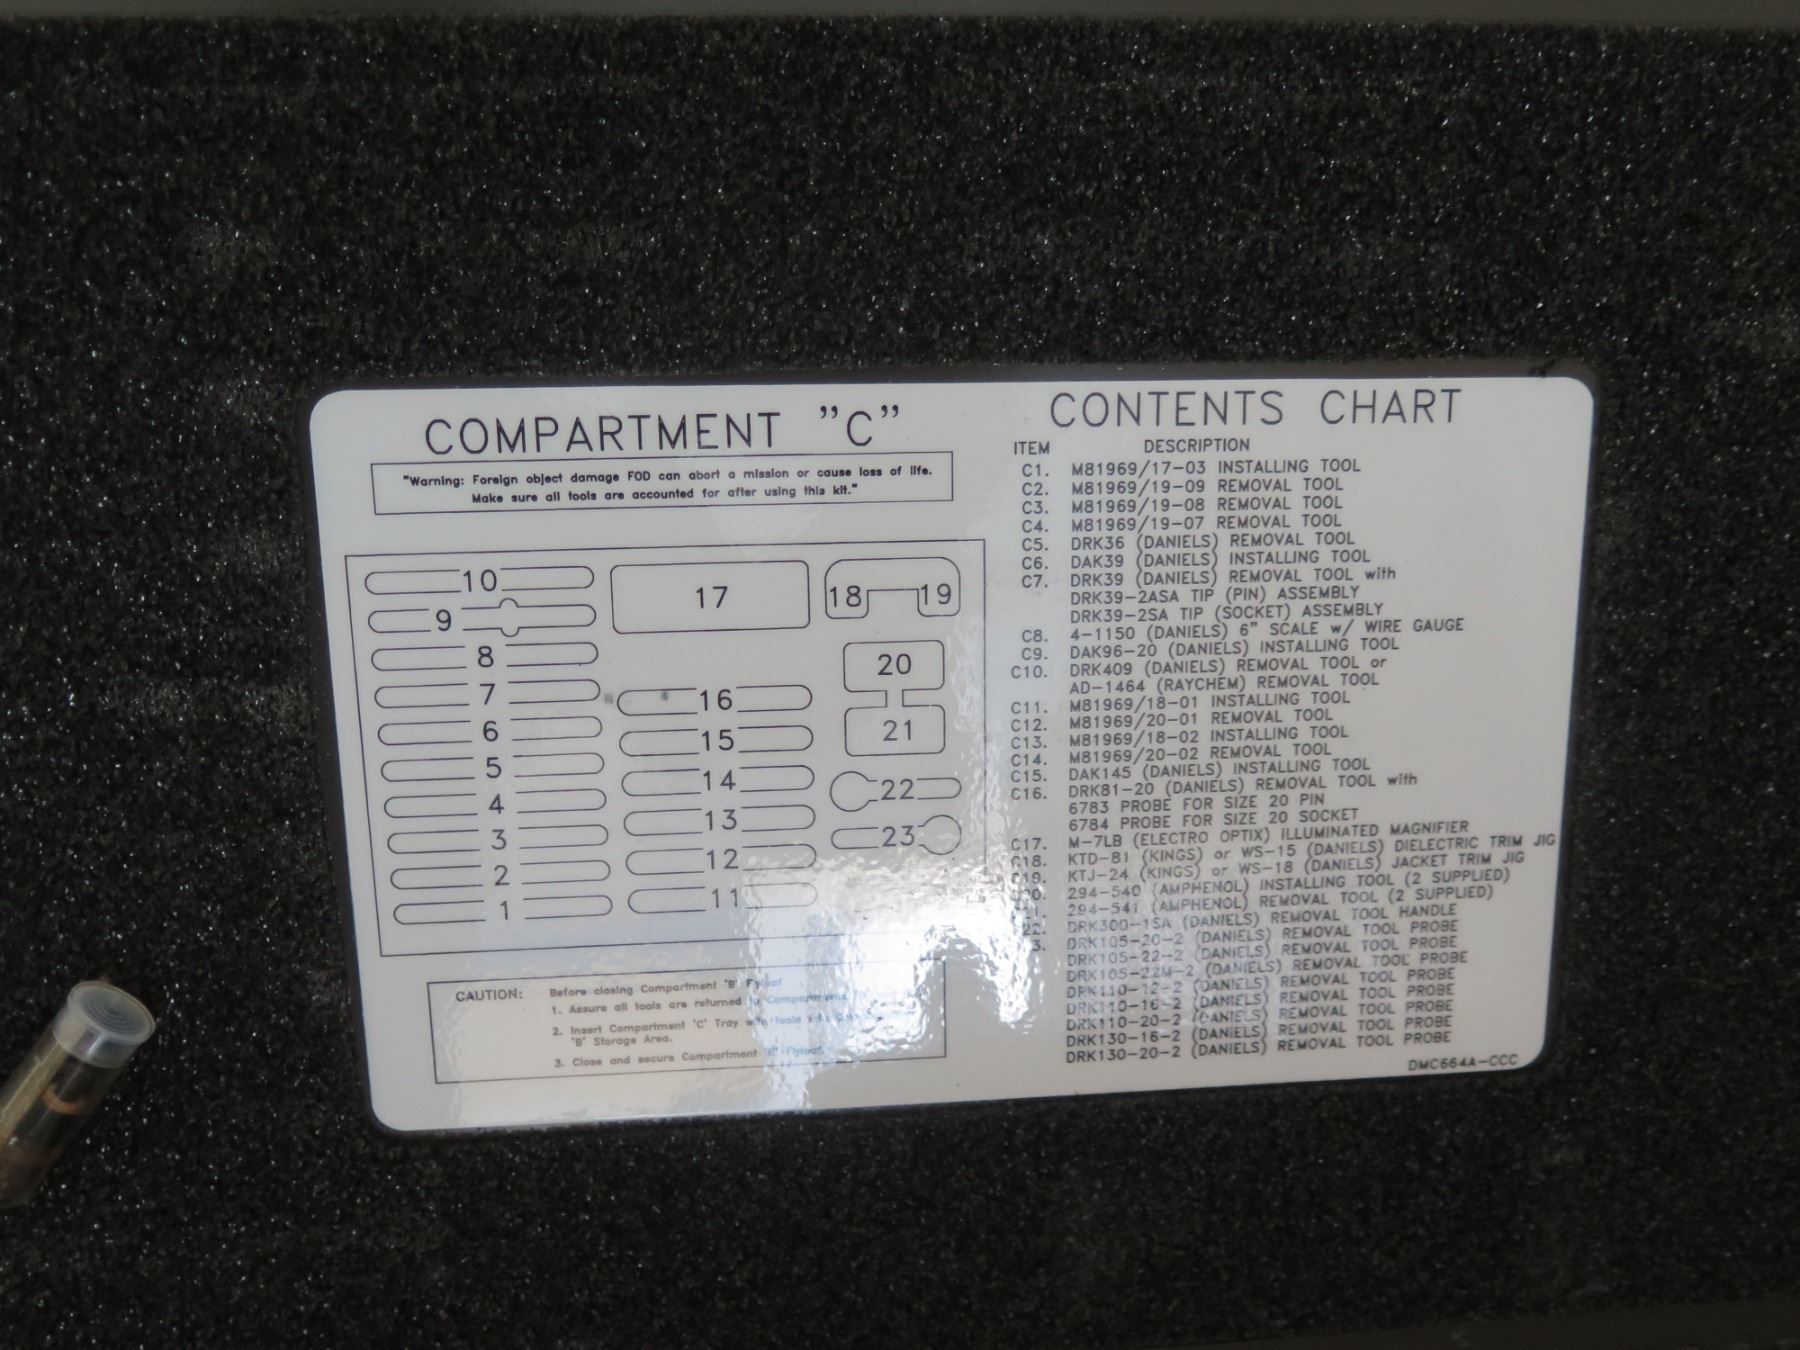 COMPARTMENT "C"
"Warning: Foreign object damage FOD can abort a mission or cause loss of life.
Make sure all tools are accounted for after using this kit."
10
9
8
7
6
5
4
3
2
1
17
16
15
14
13
12
11
18 19
20
21
22
23
CAUTION: Before closing Compartment 'B' Flyleaf
1. Assure all tools are returned to Compartment
2. Insert Compartment 'C' Tray with tools
'B' Storage Area.
3. Close and secure Compartment Flyleaf
CONTENTS CHART
ITEM DESCRIPTION
C1. M81969/17-03 INSTALLING TOOL
C2. M81969/19-09 REMOVAL TOOL
C3. M81969/19-08 REMOVAL TOOL
C4. M81969/19-07 REMOVAL TOOL
C5. DRK36 (DANIELS) REMOVAL TOOL
C6. DAK39 (DANIELS) INSTALLING TOOL
C7. DRK39 (DANIELS) REMOVAL TOOL with
DRK39-2ASA TIP (PIN) ASSEMBLY
DRK39-2SA TIP (SOCKET) ASSEMBLY
C8. 4-1150 (DANIELS) 6" SCALE w/ WIRE GAUGE
C9. DAK96-20 (DANIELS) INSTALLING TOOL
C10. DRK409 (DANIELS) REMOVAL TOOL or
AD-1464 (RAYCHEM) REMOVAL TOOL
C11. M81969/18-01 INSTALLING TOOL
C12. M81969/20-01 REMOVAL TOOL
C13. M81969/18-02 INSTALLING TOOL
C14. M81969/20-02 REMOVAL TOOL
C15. DAK145 (DANIELS) INSTALLING TOOL
C16. DRK81-20 (DANIELS) REMOVAL TOOL with
6783 PROBE FOR SIZE 20 PIN
6784 PROBE FOR SIZE 20 SOCKET
C17. M-7LB (ELECTRO OPTIX) ILLUMINATED MAGNIFIER
C18. KTD-81 (KINGS) or WS-15 (DANIELS) DIELECTRIC TRIM JIG
C19. KTJ-24 (KINGS) or WS-18 (DANIELS) JACKET TRIM JIG
294-540 (AMPHENOL) INSTALLING TOOL (2 SUPPLIED)
294-541 (AMPHENOL) REMOVAL TOOL (2 SUPPLIED)
DRK300-1SA (DANIELS) REMOVAL TOOL HANDLE
DRK105-20-2 (DANIELS) REMOVAL TOOL PROBE
DRK105-22-2 (DANIELS) REMOVAL TOOL PROBE
DRK105-22M-2 (DANIELS) REMOVAL TOOL PROBE
DRK110-12-2 (DANIELS) REMOVAL TOOL PROBE
DRK110-16-2 (DANIELS) REMOVAL TOOL PROBE
DRK110-20-2 (DANIELS) REMOVAL TOOL PROBE
DRK130-16-2 (DANIELS) REMOVAL TOOL PROBE
DRK130-20-2 (DANIELS) REMOVAL TOOL PROBE
DMC664A-CCC